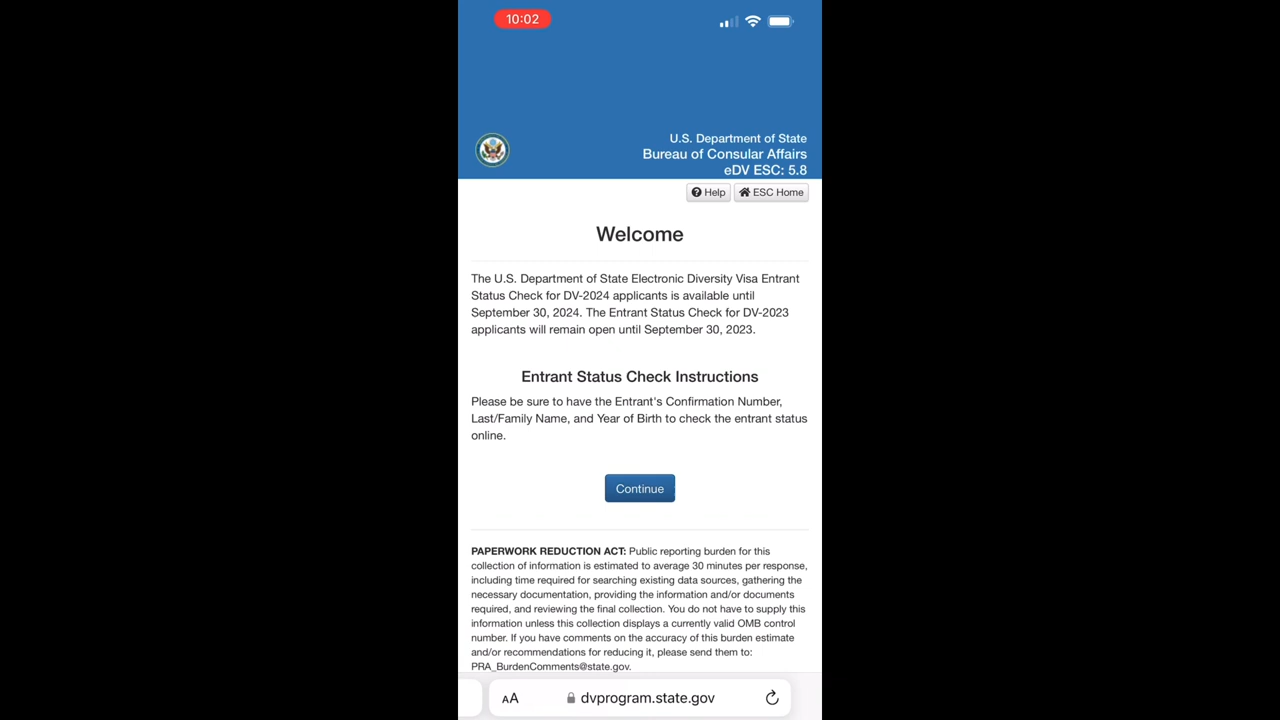 10:02
U.S. Department of State
Bureau of Consular Affairs
eDV ESC: 5.8
Help ESC Home
Welcome
The U.S. Department of State Electronic Diversity Visa Entrant
Status Check for DV-2024 applicants is available until
September 30, 2024. The Entrant Status Check for DV-2023
applicants will remain open until September 30, 2023.
Entrant Status Check Instructions
Please be sure to have the Entrant's Confirmation Number,
Last/Family Name, and Year of Birth to check the entrant status
online.
Continue
PAPERWORK REDUCTION ACT: Public reporting burden for this
collection of information is estimated to average 30 minutes per response,
including time required for searching existing data sources, gathering the
necessary documentation, providing the information and/or documents
required, and reviewing the final collection. You do not have to supply this
information unless this collection displays a currently valid OMB control
number. If you have comments on the accuracy of this burden estimate
and/or recommendations for reducing it, please send them to:
PRA_BurdenComments@state.gov.
AA dvprogram.state.gov